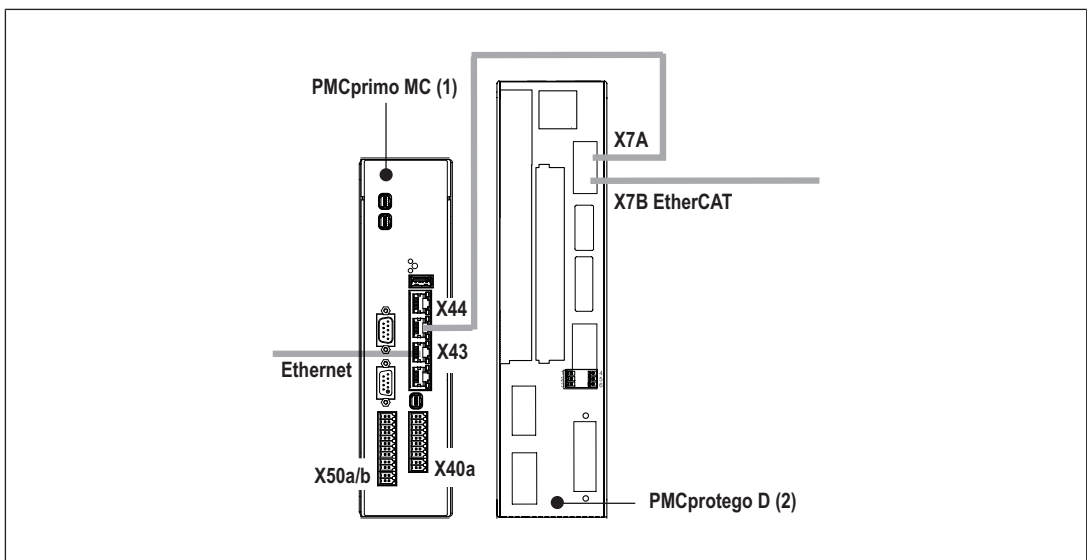 PMCprimo MC (1)
X7A
X7B EtherCAT
X44
X43
Ethernet
X50a/b
X40a
PMCprotego D (2)